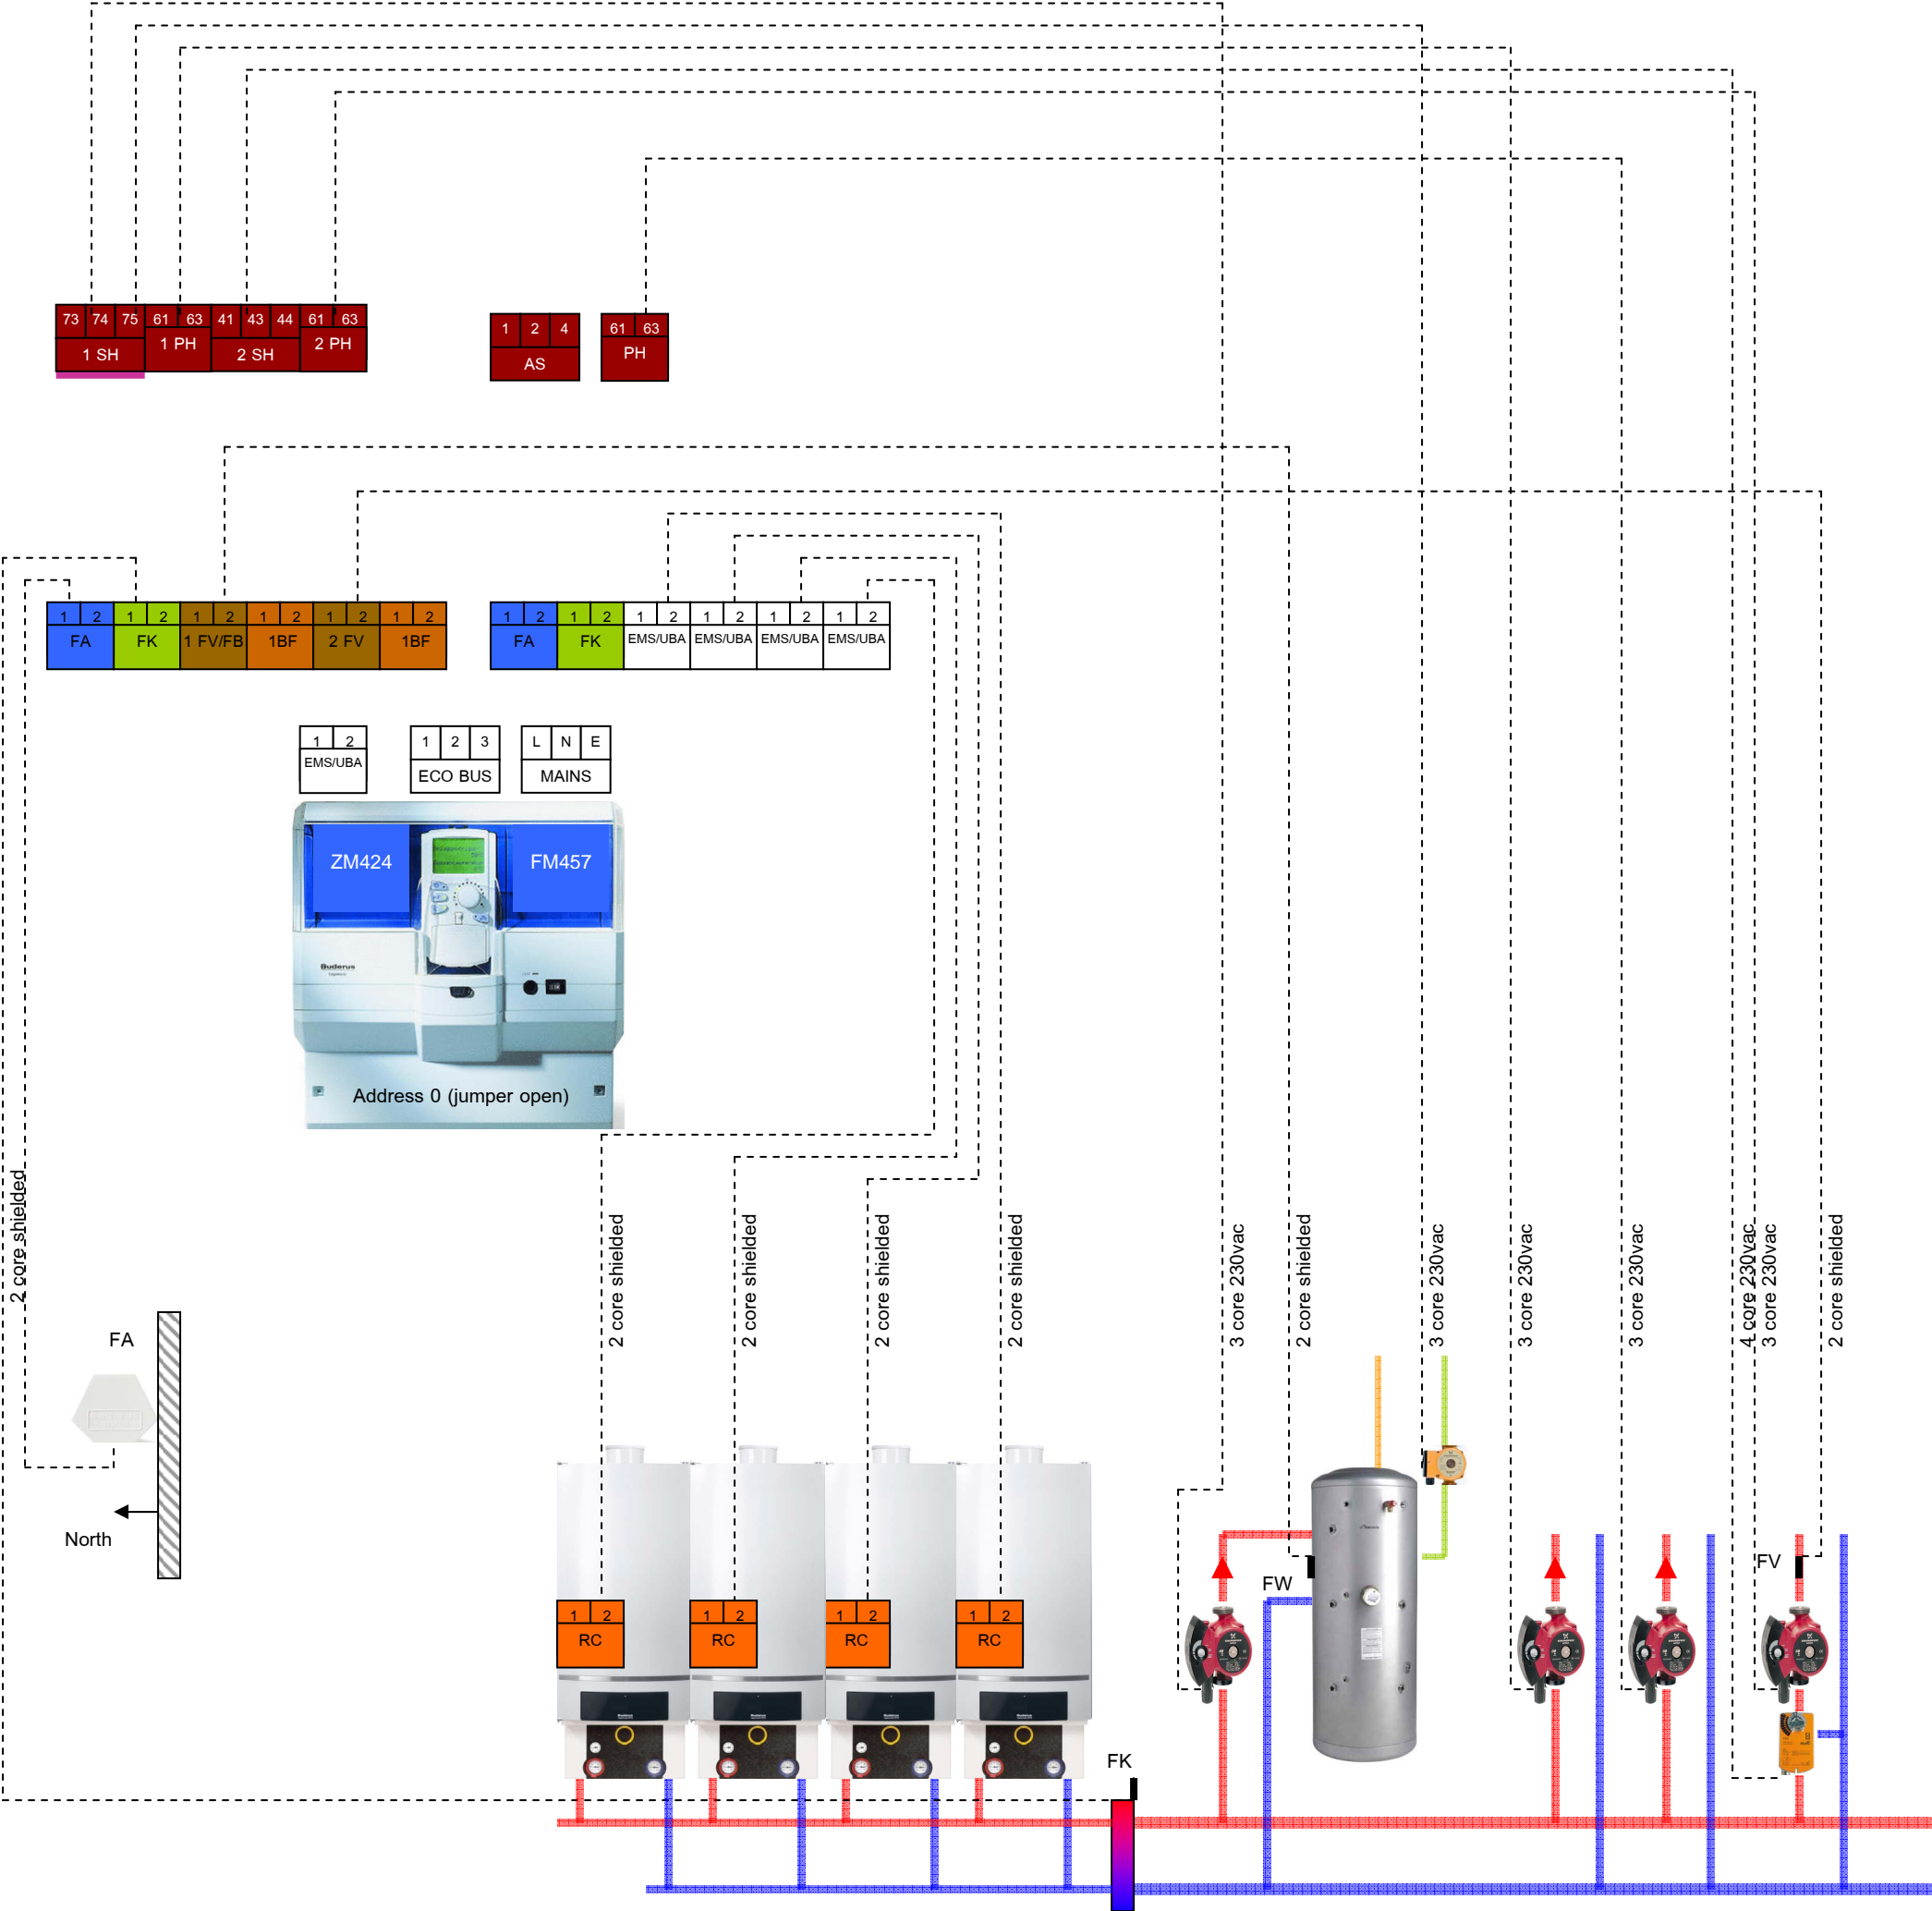 73 74 75 61 63 41 43 44 61 63
1 SH 1 PH 2 SH 2 PH
1 2 4 61 63
AS PH
1 2 1 2 1 2 1 2 1 2 1 2
FA FK 1 FV/FB 1BF 2 FV 1BF
1 2 1 2 1 2 1 2 1 2 1 2
FA FK EMS/UBA EMS/UBA EMS/UBA EMS/UBA
1 2 1 2 3 L N E
EMS/UBA ECO BUS MAINS
ZM424 FM457
Buderus
Address 0 (jumper open)
2 core shielded
2 core shielded
2 core shielded
2 core shielded
2 core shielded
3 core 230vac
2 core shielded
3 core 230vac
3 core 230vac
3 core 230vac
4 core 230vac
3 core 230vac
2 core shielded
FA
North
FW
FV
1 2 1 2 1 2 1 2
RC RC RC RC
Buderus Buderus Buderus Buderus
FK